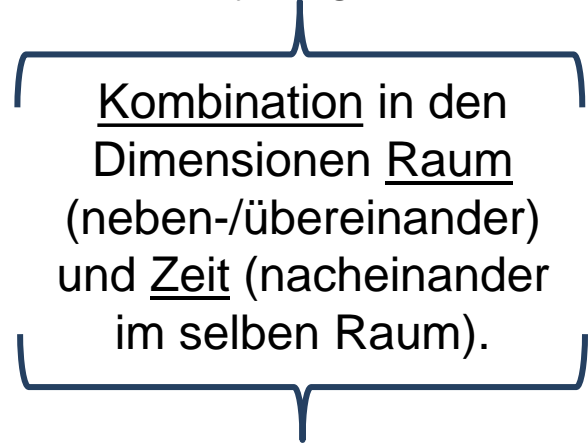 Kombination in den
Dimensionen Raum
(neben-/übereinander)
und Zeit (nacheinander
im selben Raum).